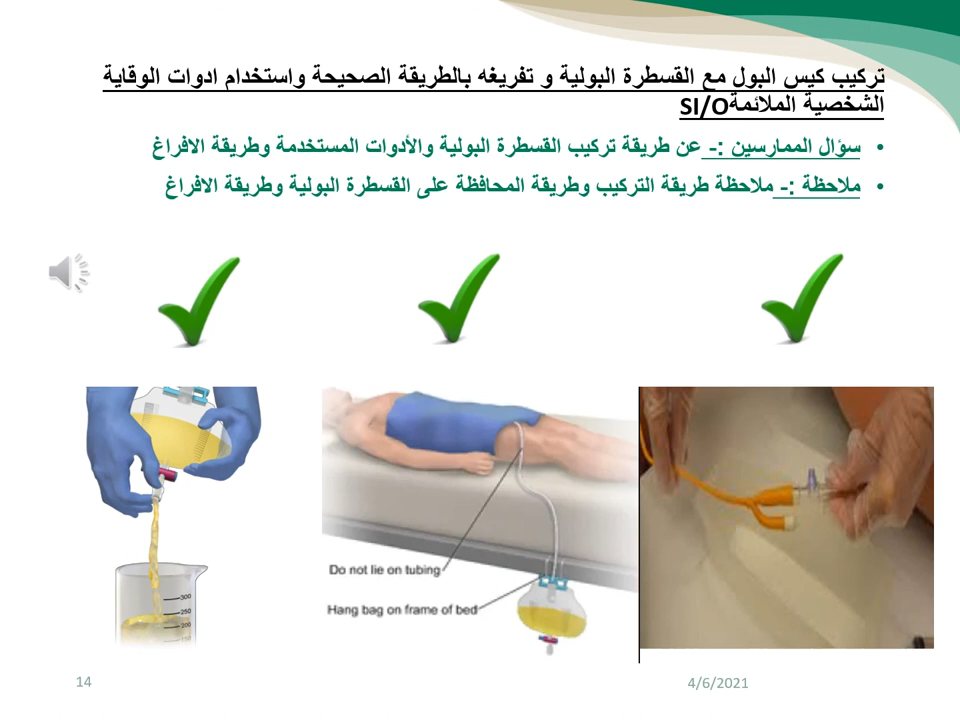 تركيب كيس البول مع القسطرة البولية و تفريغه بالطريقة الصحيحة واستخدام ادوات الوقاية
الشخصية الملائمةSI/O
• سؤال الممارسين :- عن طريقة تركيب القسطرة البولية والأدوات المستخدمة وطريقة الافراغ
• ملاحظة :- ملاحظة طريقة التركيب وطريقة المحافظة على القسطرة البولية وطريقة الافراغ
300
250
200
Do not lie on tubing
Hang bag on frame of bed
14
4/6/2021